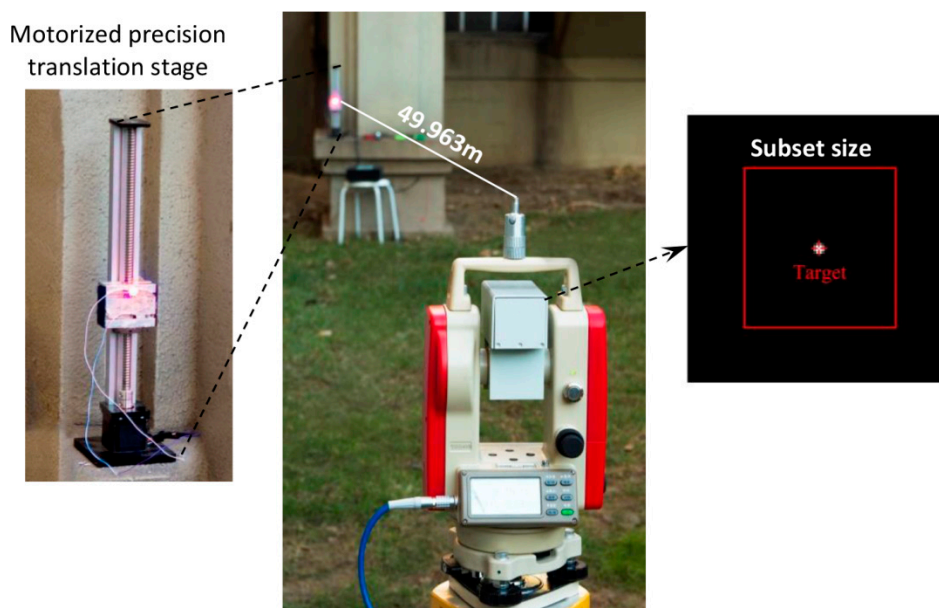 Motorized precision
translation stage
49.963m
Subset size
Target